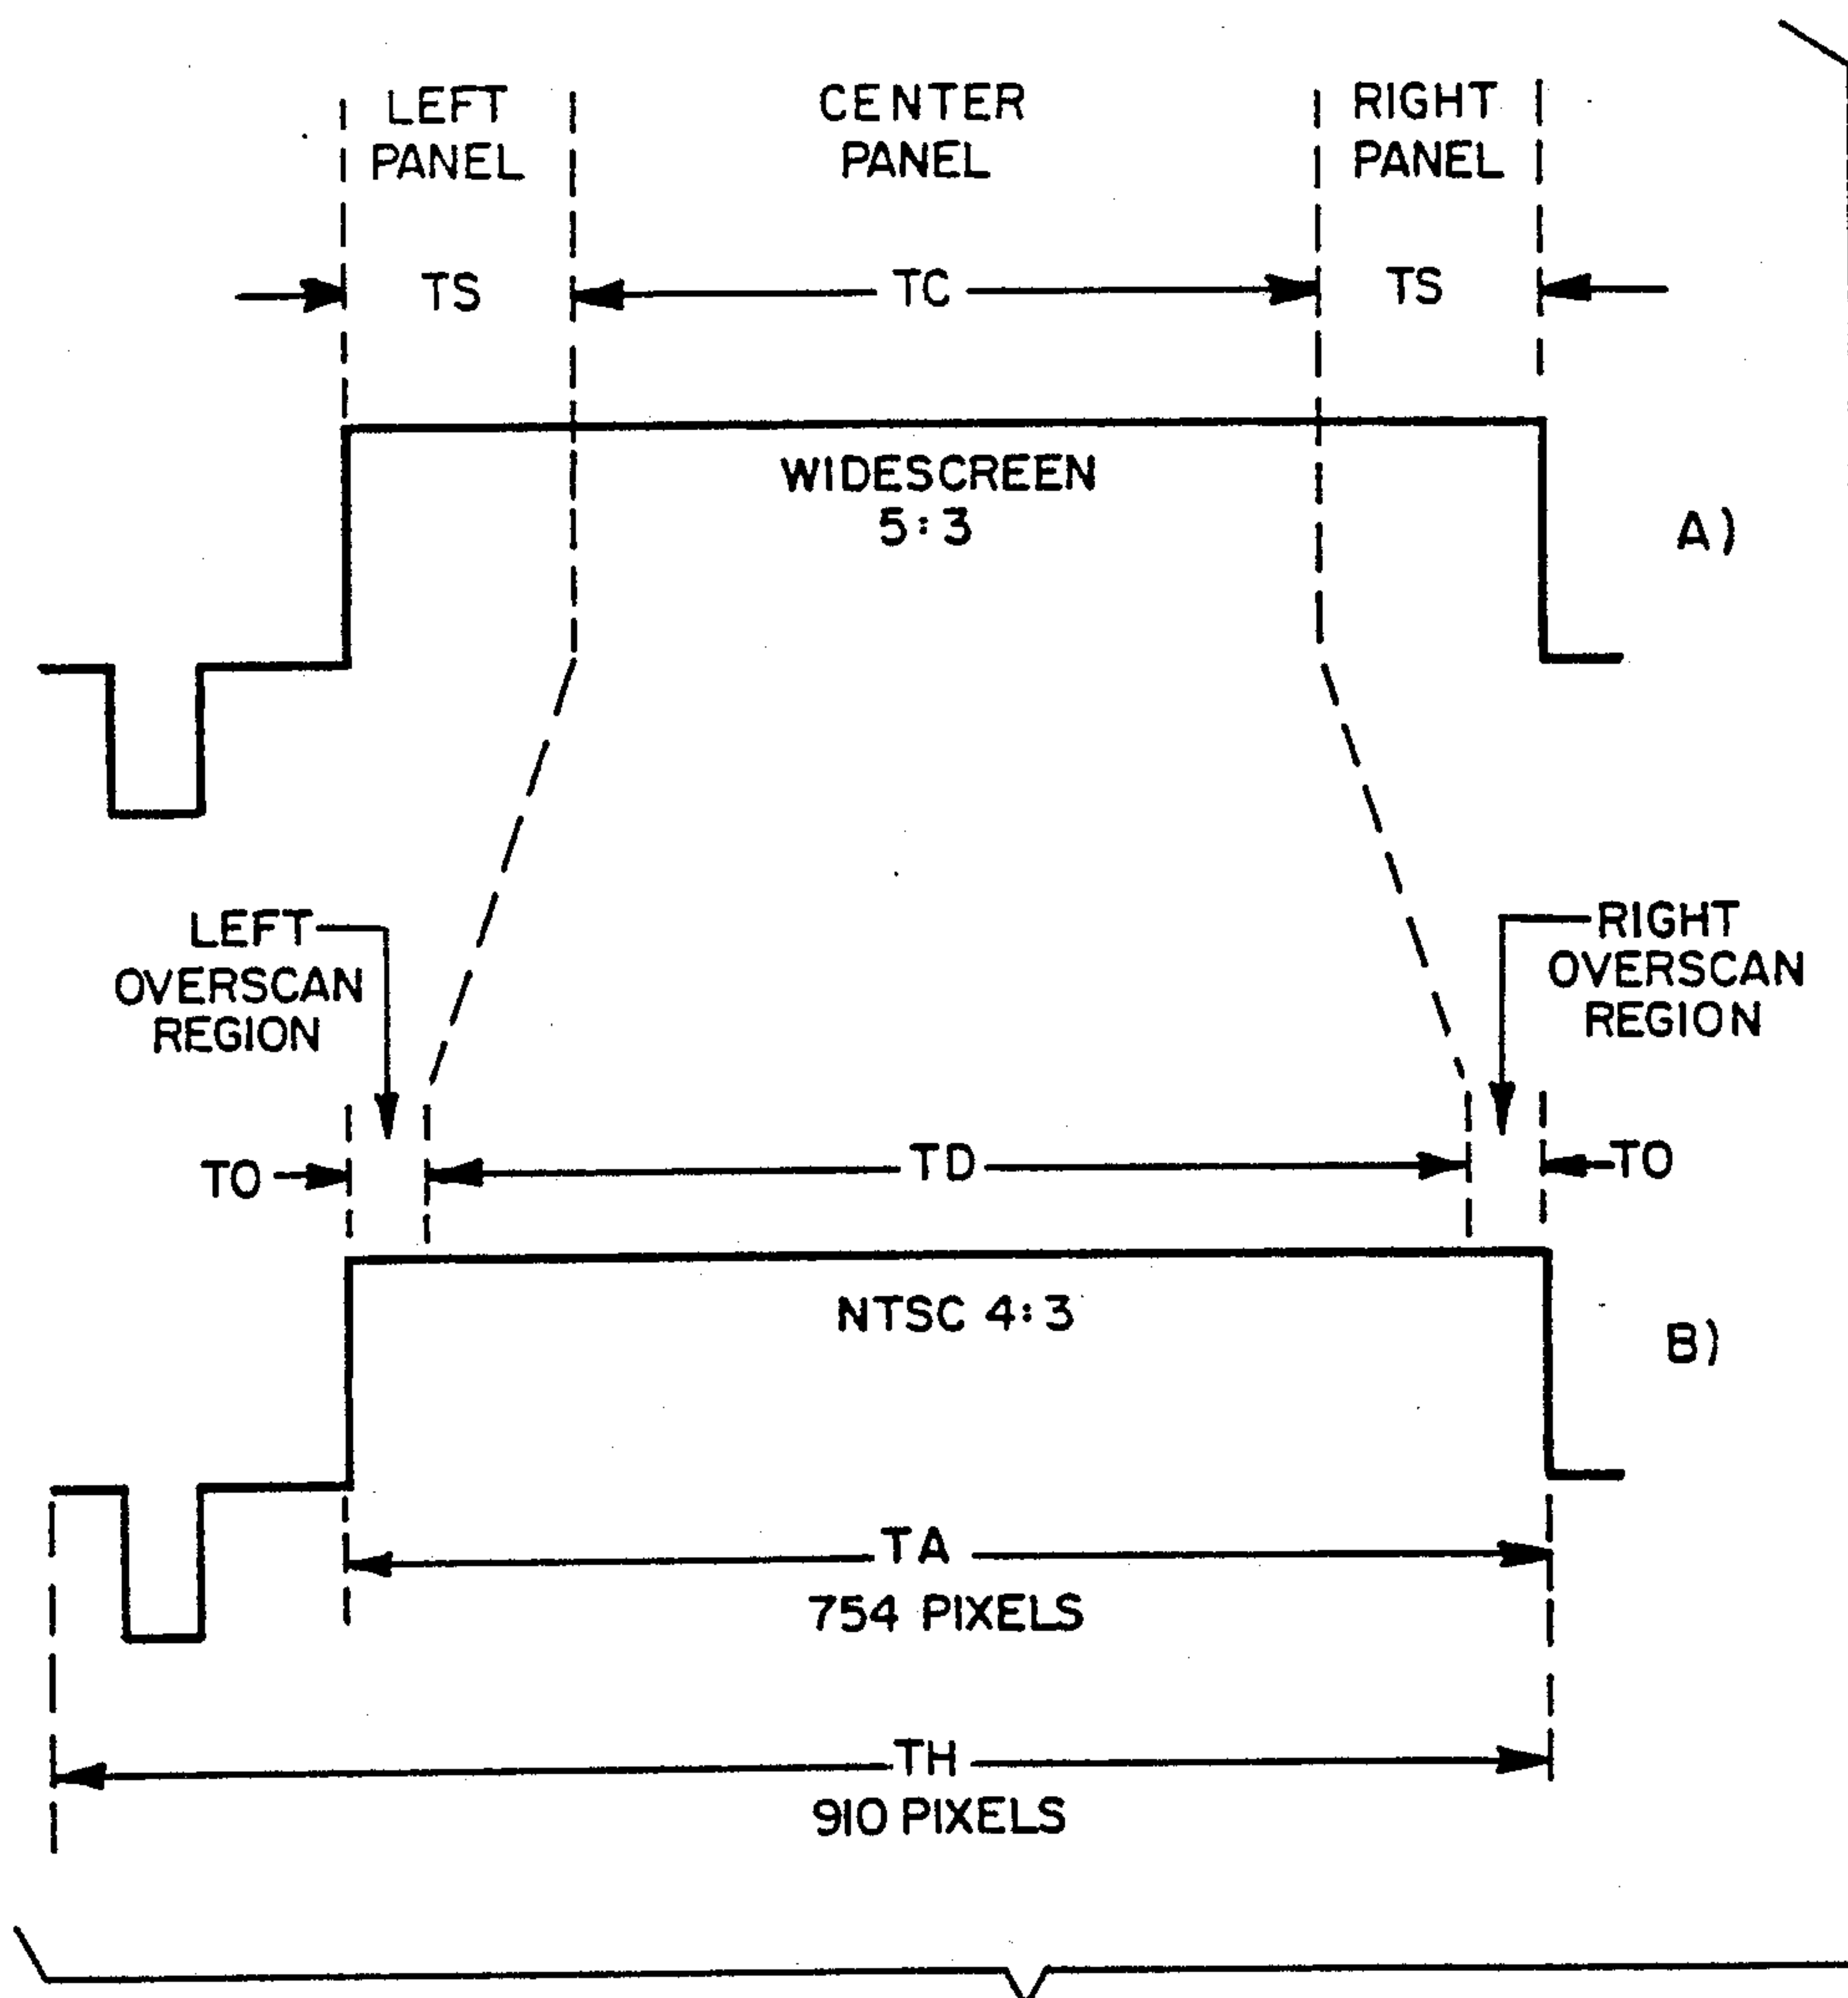 LEFT
PANEL
CENTER
PANEL
RIGHT
PANEL
TS
TC
TS
WIDESCREEN
5:3
A)
LEFT
OVERSCAN
REGION
RIGHT
OVERSCAN
REGION
TO
TD
TO
NTSC 4:3
B)
TA
754 PIXELS
TH
910 PIXELS